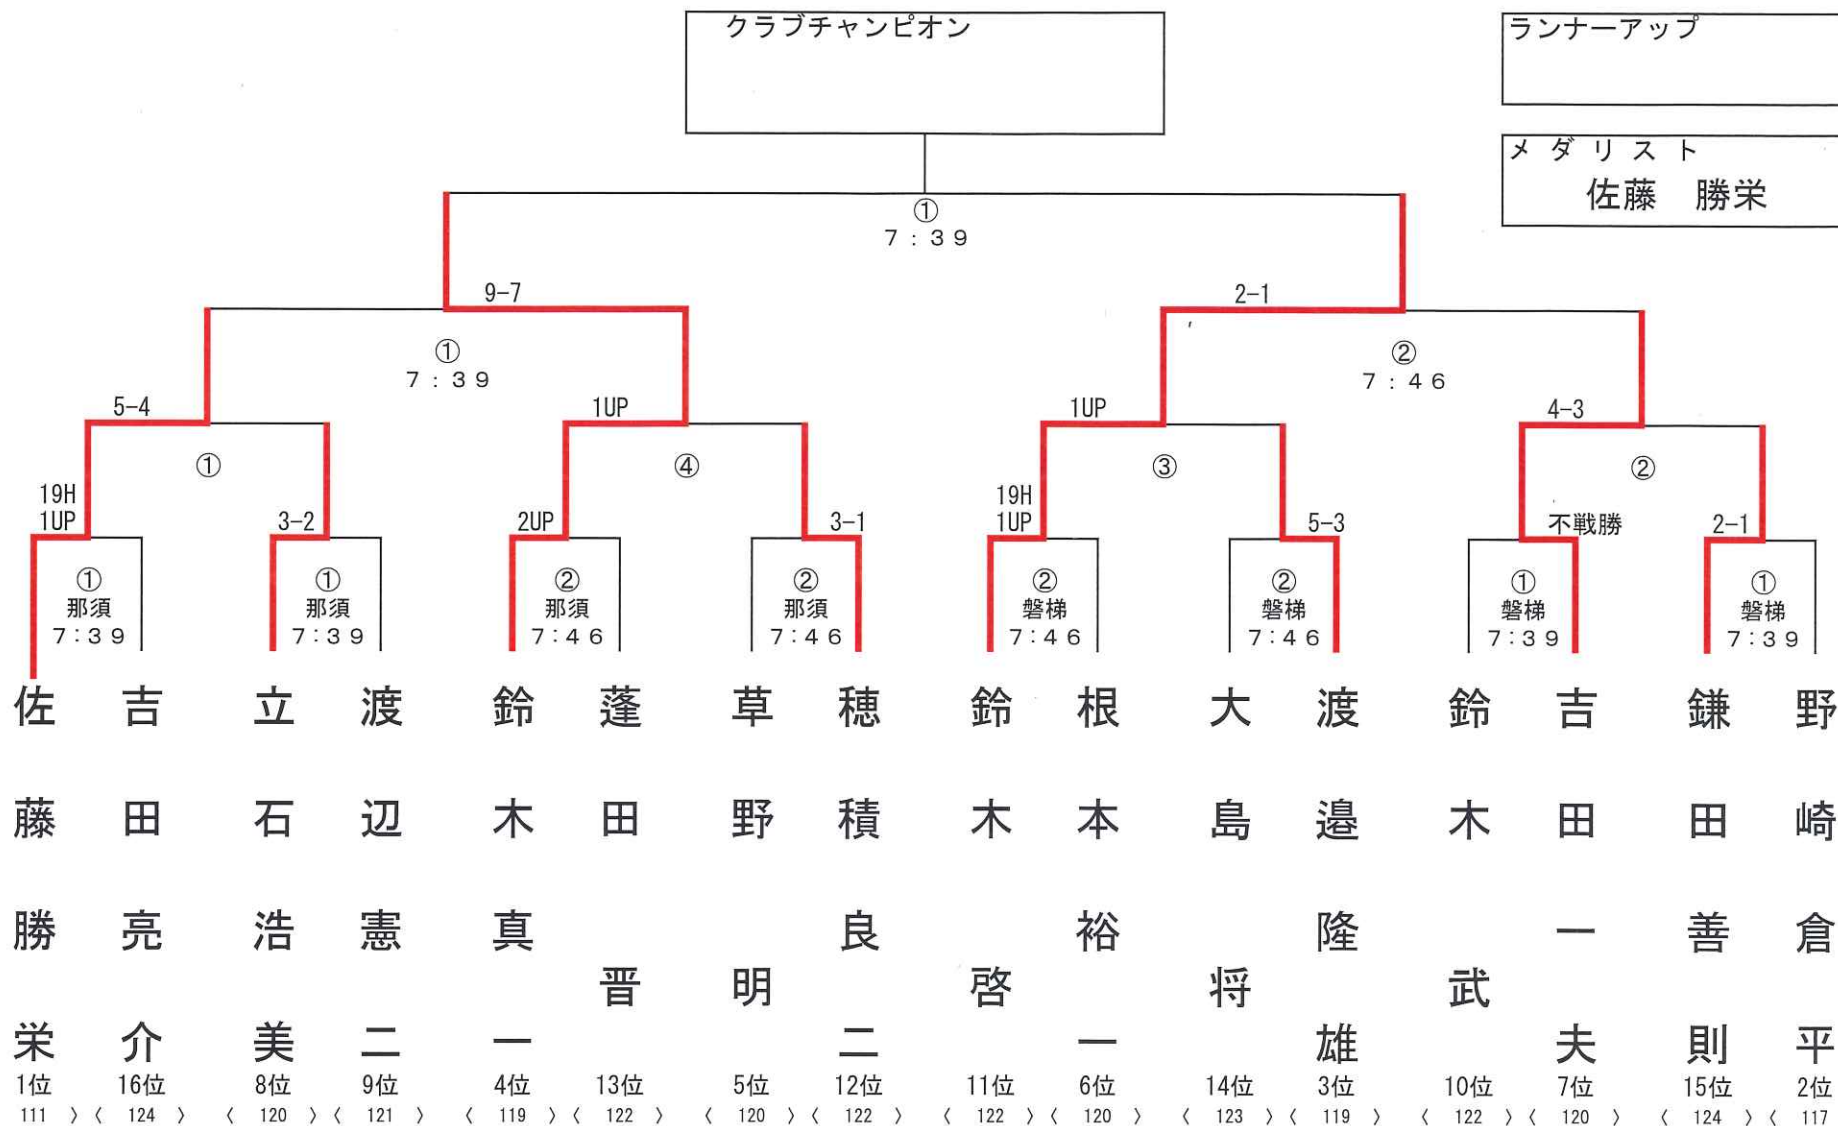 クラブチャンピオン
ランナーアップ
メダリスト
佐藤 勝栄
①
7:39
9-7
2-1
①
7:39
②
7:46
5-4
1UP
1UP
4-3
①
④
③
②
19H
1UP
3-2
2UP
3-1
19H
1UP
5-3
不戦勝
2-1
①
那須
7:39
①
那須
7:39
②
那須
7:46
②
那須
7:46
②
磐梯
7:46
②
磐梯
7:46
①
磐梯
7:39
①
磐梯
7:39
佐藤勝栄
吉田亮介
立石浩美
渡辺憲二
鈴木真一
蓬田晋
草野明
穂積良二
鈴木啓
根本裕一
大島将
渡邉隆雄
鈴木武
吉田一夫
鎌田善則
野崎倉平
1位 16位 8位 9位 4位 13位 5位 12位 11位 6位 14位 3位 10位 7位 15位 2位
111 〉〈 124 〉〈 120 〉〈 121 〉〈 119 〉〈 122 〉〈 120 〉〈 122 〉〈 122 〉〈 120 〉〈 123 〉〈 119 〉〈 122 〉〈 120 〉〈 124 〉〈 117